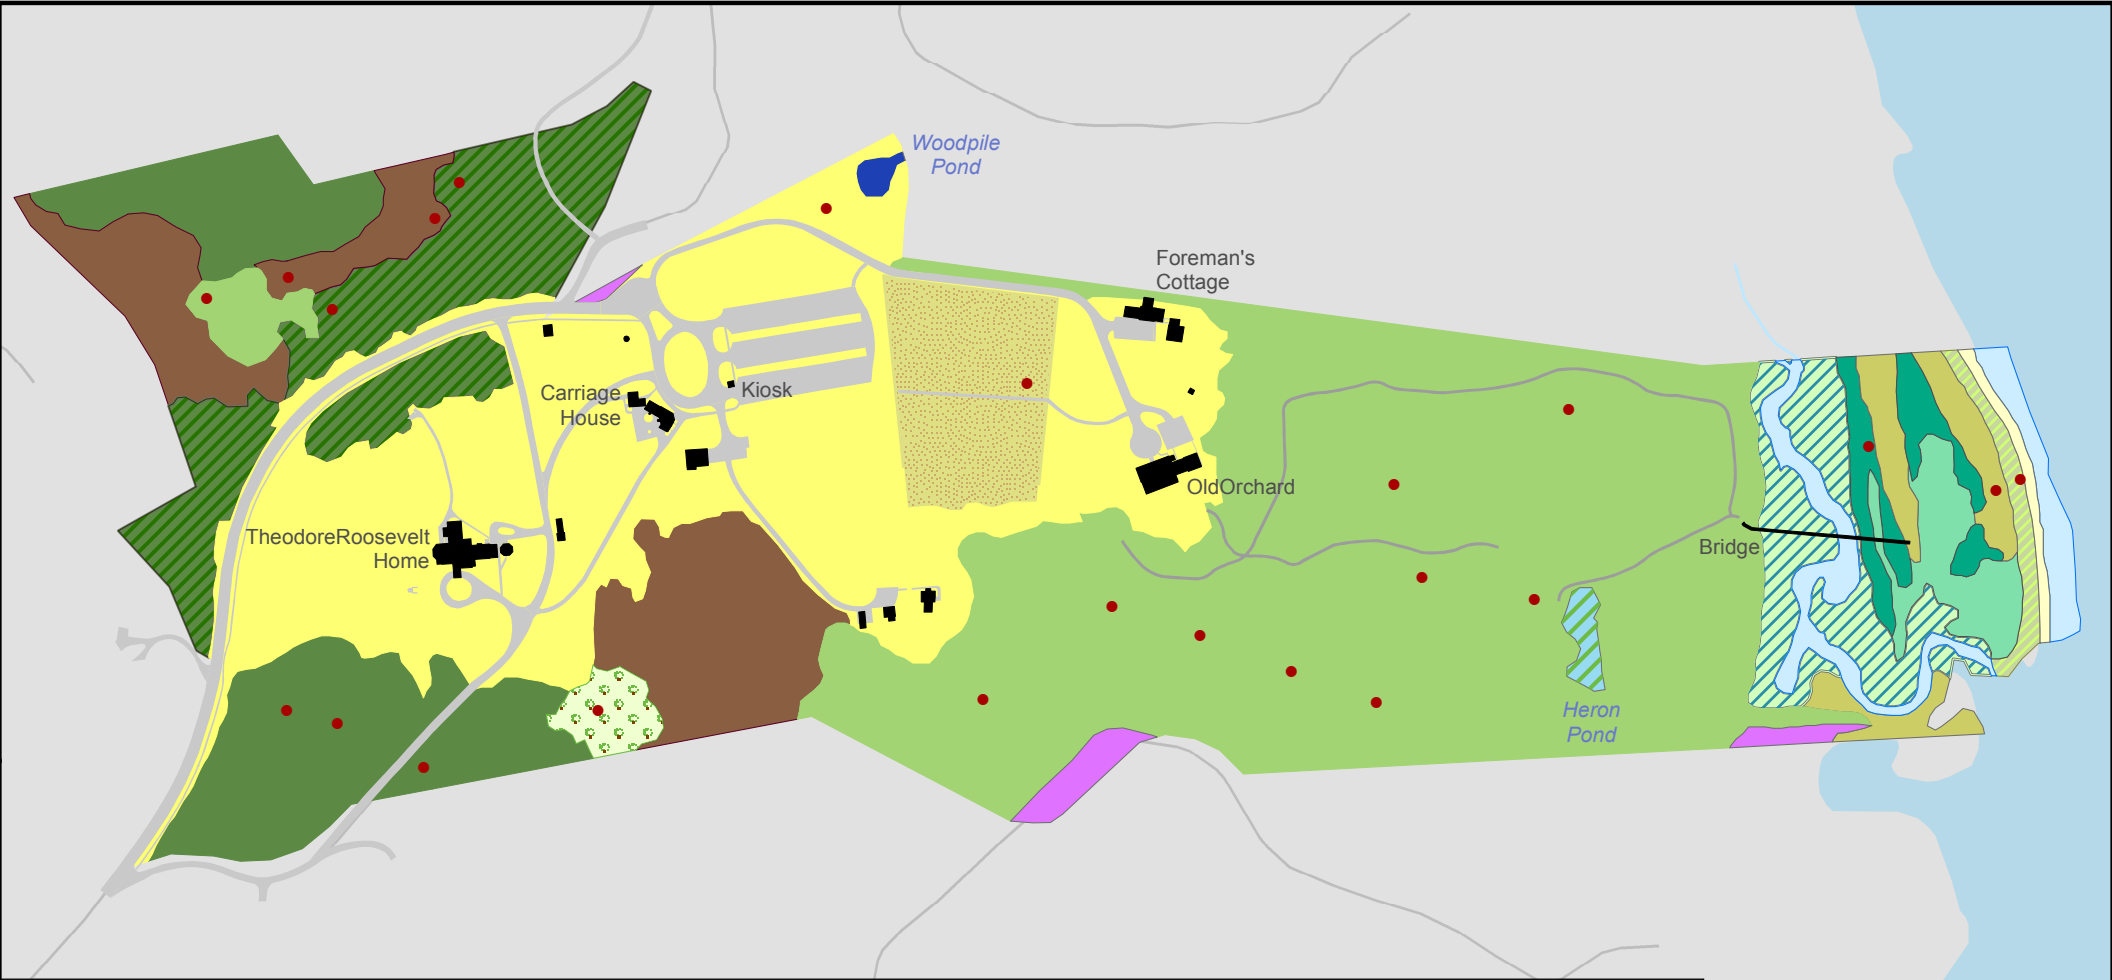 Woodpile
Pond
Foreman's
Cottage
Carriage
House
Kiosk
OldOrchard
TheodoreRoosevelt
Home
Bridge
Heron
Pond